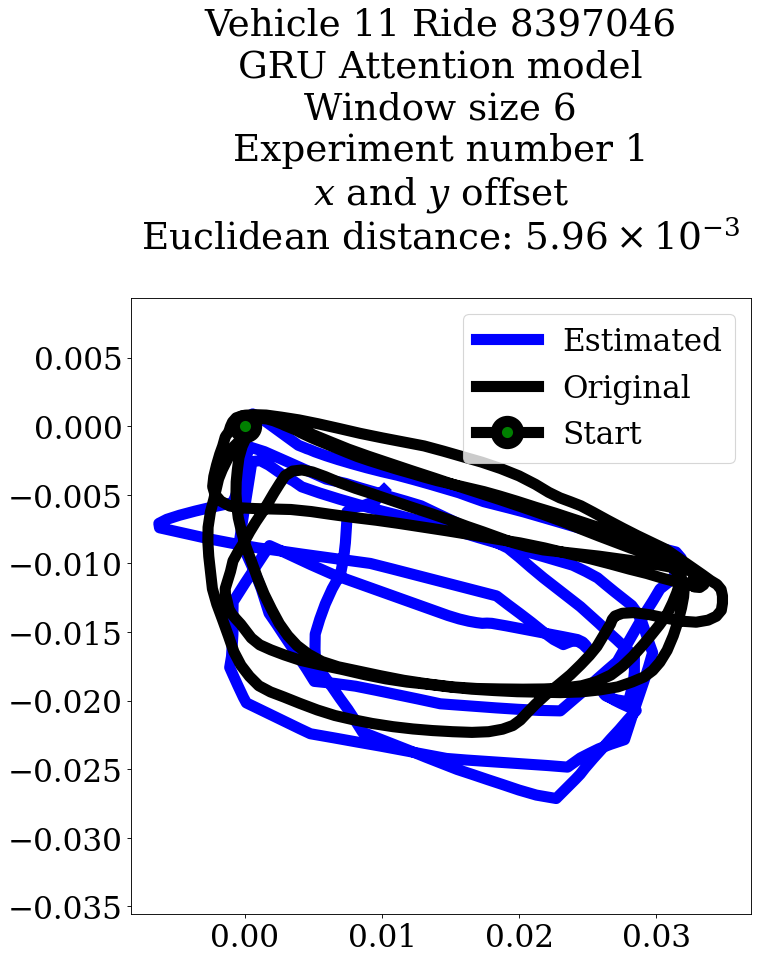 Vehicle 11 Ride 8397046
GRU Attention model
Window size 6
Experiment number 1
x and y offset
Euclidean distance: 5.96 × 10⁻³
Estimated
Original
Start
0.005
0.000
−0.005
−0.010
−0.015
−0.020
−0.025
−0.030
−0.035
0.00 0.01 0.02 0.03